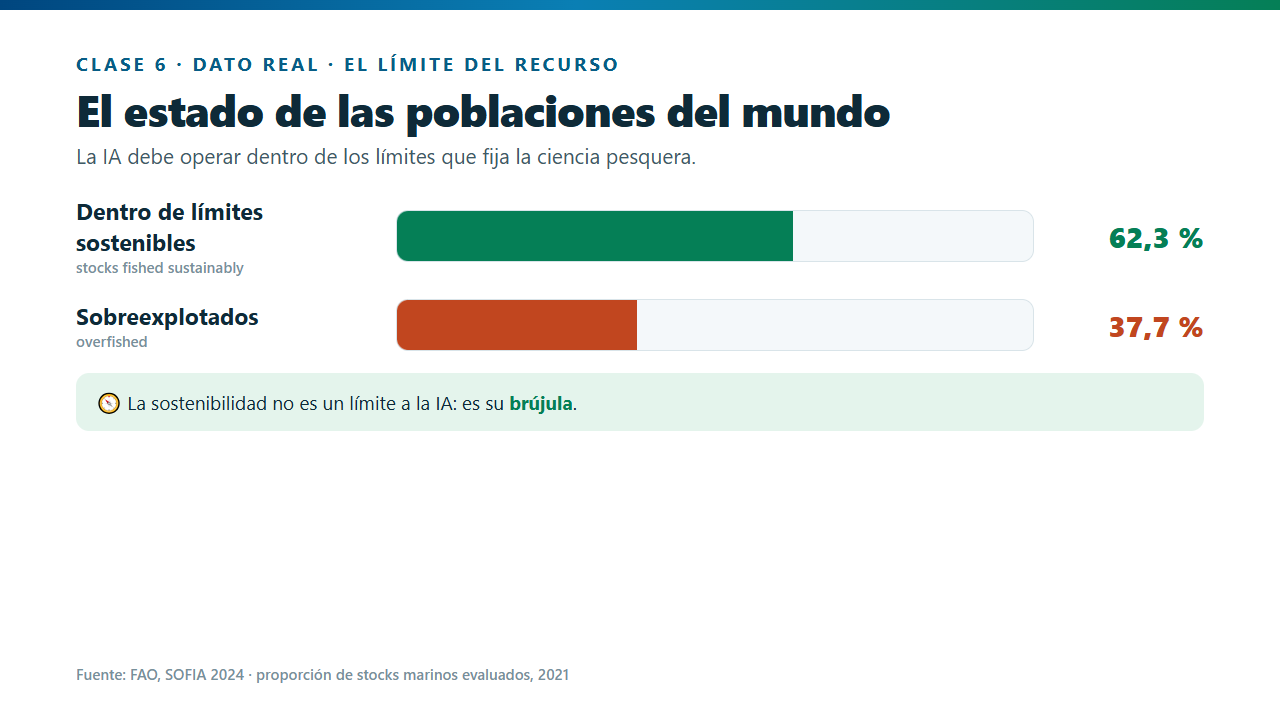 CLASE 6 · DATO REAL · EL LÍMITE DEL RECURSO
El estado de las poblaciones del mundo
La IA debe operar dentro de los límites que fija la ciencia pesquera.
Dentro de límites
sostenibles
stocks fished sustainably
62,3 %
Sobreexplotados
overfished
37,7 %
La sostenibilidad no es un límite a la IA: es su brújula.
Fuente: FAO, SOFIA 2024 · proporción de stocks marinos evaluados, 2021